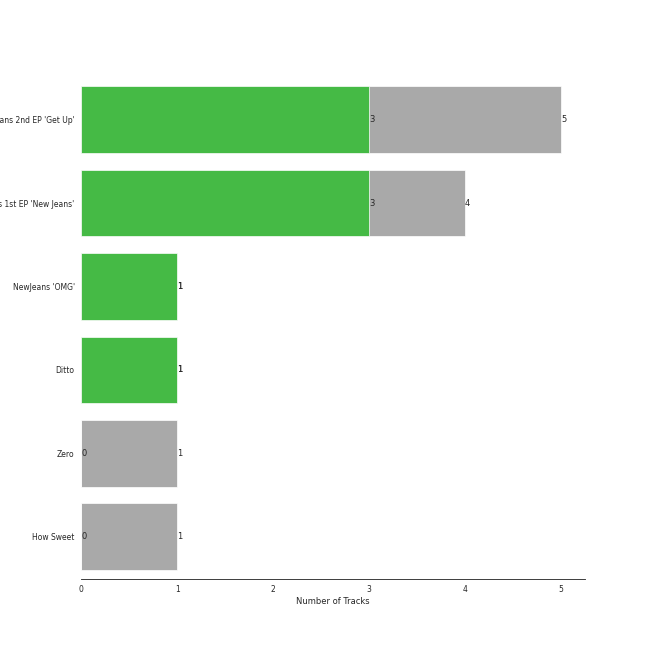 ans 2nd EP 'Get Up' 3 5
s 1st EP 'New Jeans' 3 4
NewJeans 'OMG' 1
Ditto 1
Zero 0 1
How Sweet 0 1
0 1 2 3 4 5
Number of Tracks